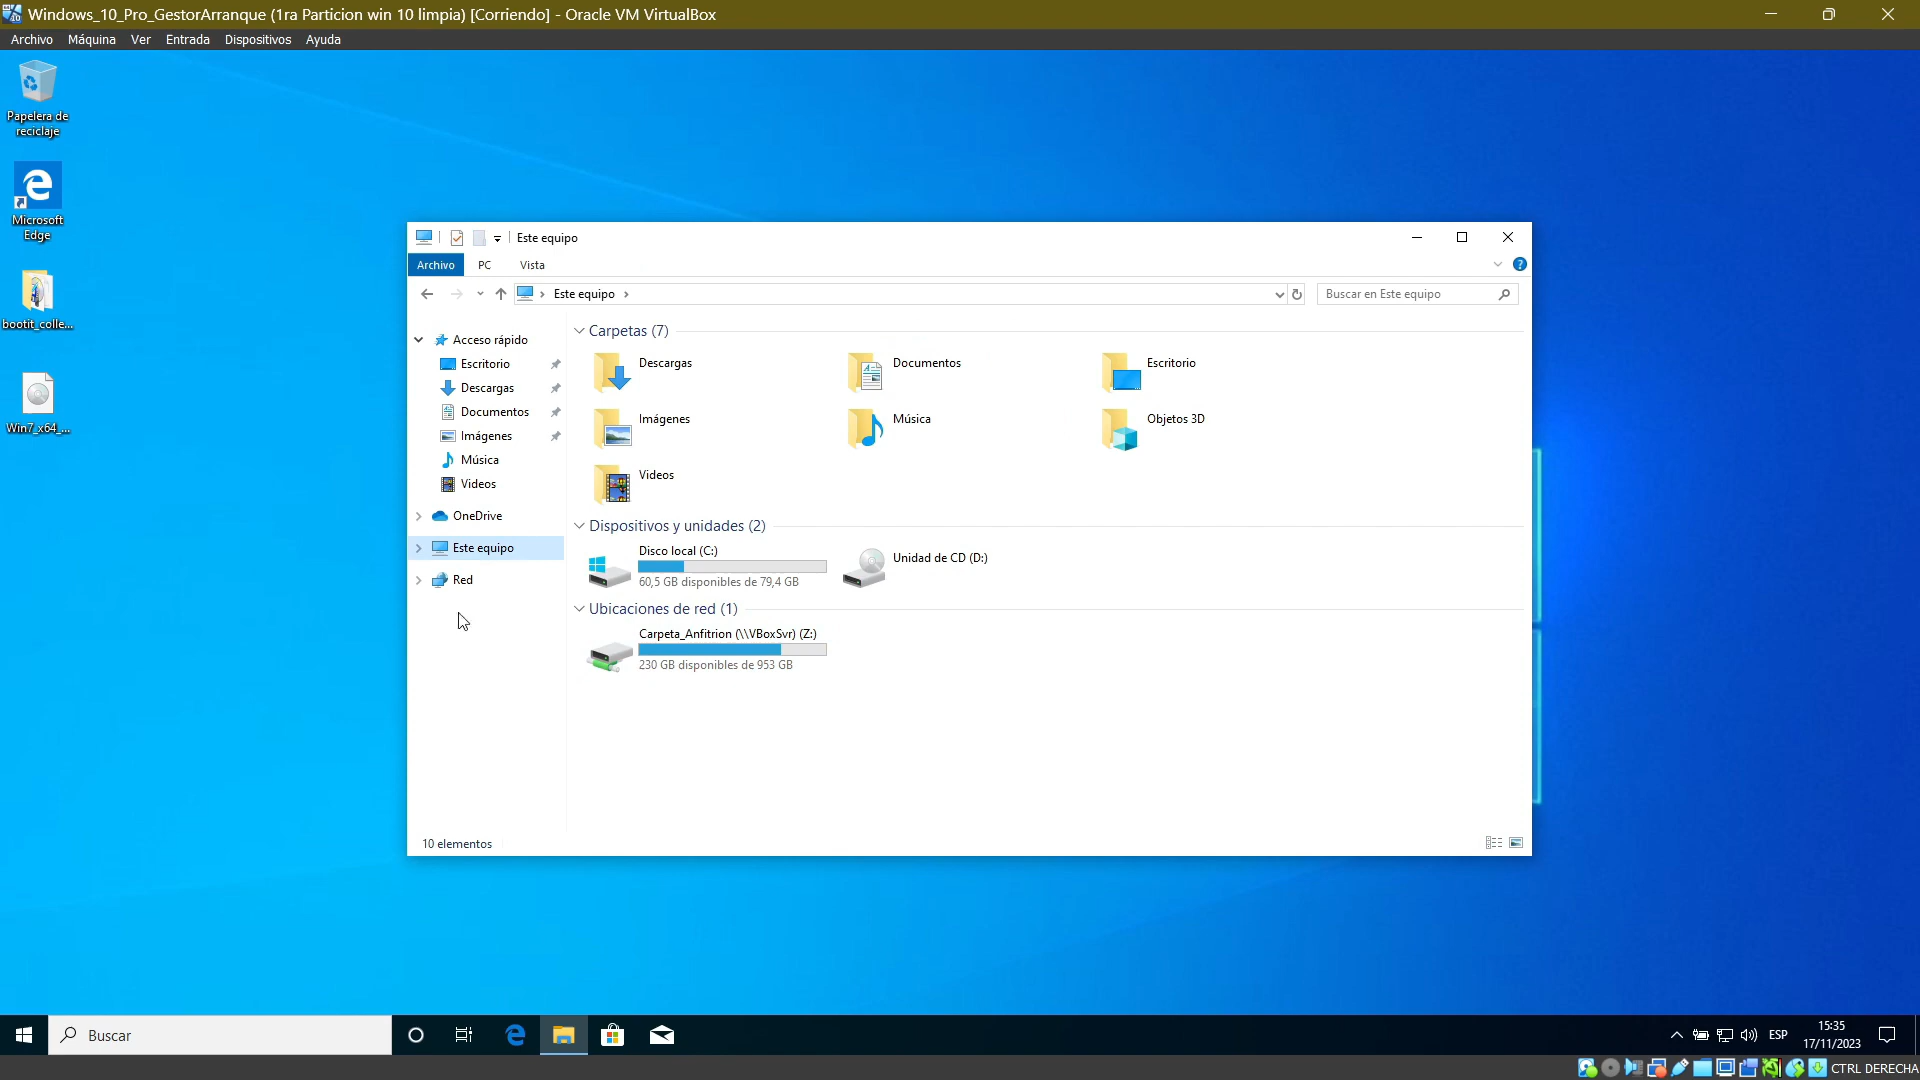 Windows_10_Pro_GestorArranque (1ra Particion win 10 limpia) [Corriendo] - Oracle VM VirtualBox
Archivo Máquina Ver Entrada Dispositivos Ayuda
Papelera de
reciclaje
Microsoft
Edge
bootit_colle...
Win7_x64_...
Este equipo
Archivo PC Vista
Este equipo
Buscar en Este equipo
Acceso rápido
Escritorio
Descargas
Documentos
Imágenes
Música
Videos
OneDrive
Este equipo
Red
Carpetas (7)
Descargas
Documentos
Escritorio
Imágenes
Música
Objetos 3D
Videos
Dispositivos y unidades (2)
Disco local (C:)
60,5 GB disponibles de 79,4 GB
Unidad de CD (D:)
Ubicaciones de red (1)
Carpeta_Anfitrion (\\VBoxSvr) (Z:)
230 GB disponibles de 953 GB
10 elementos
Buscar
ESP
15:35
17/11/2023
CTRL DERECHA